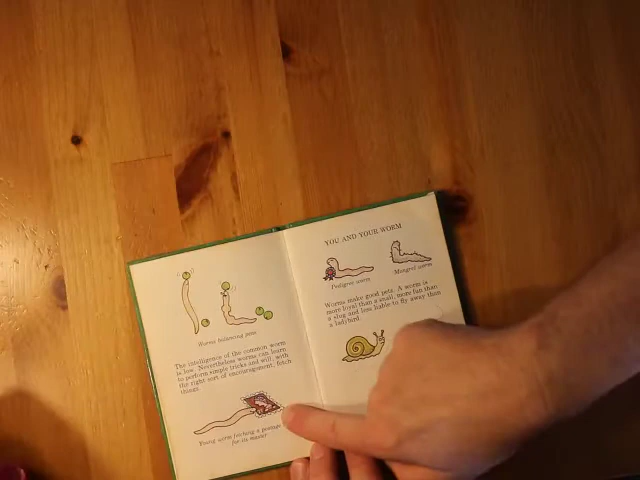 Worms balancing peas
The intelligence of the common worm
is low. Nevertheless worms can learn
to perform simple tricks and will, with
the right sort of encouragement, fetch
things
Young worm fetching a postage
for its master
YOU AND YOUR WORM
Pedigree worm
Mongrel worm
Worms make good pets. A worm is
more loyal than a snail, more fun than
a slug and less liable to fly away than
a ladybird.